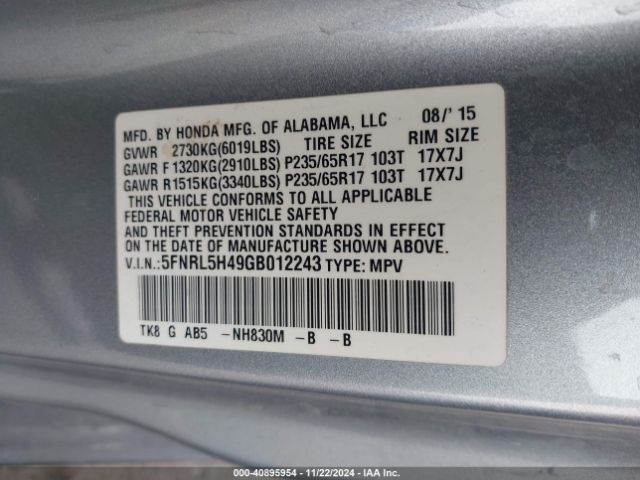 MFD. BY HONDA MFG. OF ALABAMA, LLC 08/'15
GVWR 2730KG(6019LBS) TIRE SIZE RIM SIZE
GAWR F1320KG(2910LBS) P235/65R17 103T 17X7J
GAWR R1515KG(3340LBS) P235/65R17 103T 17X7J
THIS VEHICLE CONFORMS TO ALL APPLICABLE
FEDERAL MOTOR VEHICLE SAFETY
AND THEFT PREVENTION STANDARDS IN EFFECT
ON THE DATE OF MANUFACTURE SHOWN ABOVE.
V.I.N.:5FNRL5H49GB012243 TYPE: MPV
TK8 G AB5 -NH830M -B -B
© 40895954 - 11/22/2024 - IAA Inc.